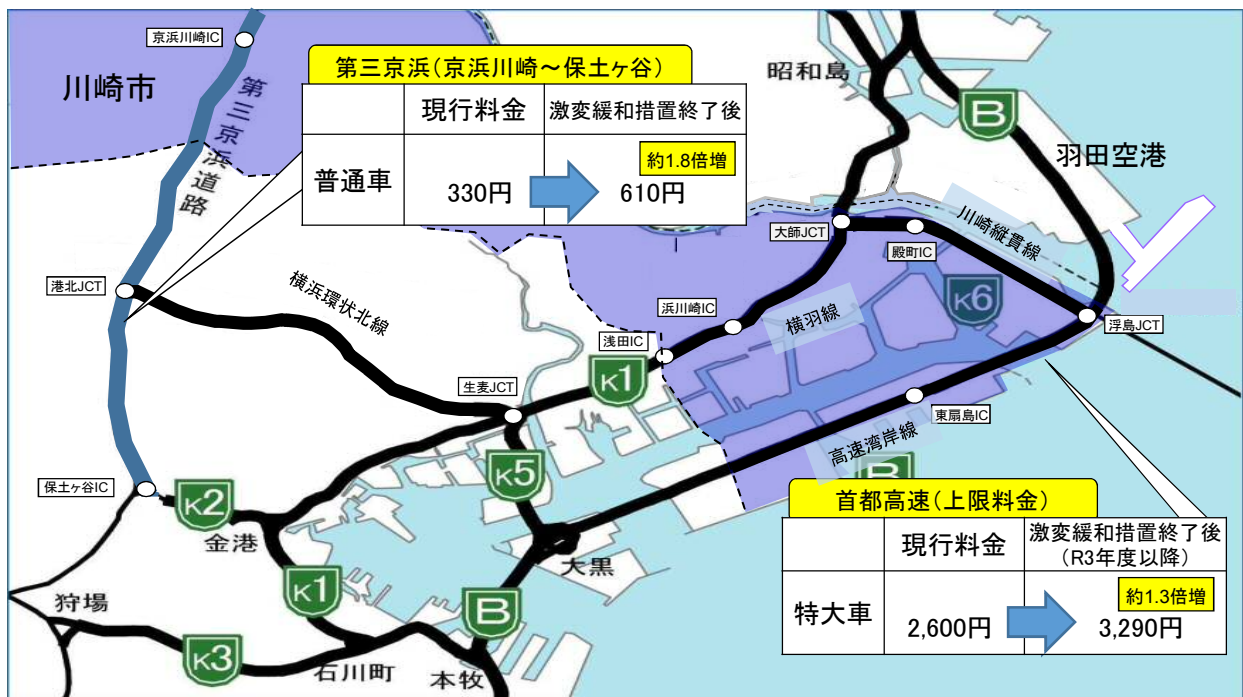 京浜川崎IC
川崎市
第三京浜道路
第三京浜(京浜川崎～保土ヶ谷)
現行料金
激変緩和措置終了後
普通車
330円
約1.8倍増
610円
昭和島
B
羽田空港
川崎縦貫線
大師JCT
殿町IC
K6
浮島JCT
港北JCT
横浜環状北線
浜川崎IC
横羽線
浅田IC
K1
生麦JCT
東扇島IC
高速湾岸線
B
K5
保土ヶ谷IC
K2
金港
大黒
K1
B
狩場
K3
石川町
本牧
首都高速(上限料金)
現行料金
激変緩和措置終了後
(R3年度以降)
特大車
2,600円
約1.3倍増
3,290円